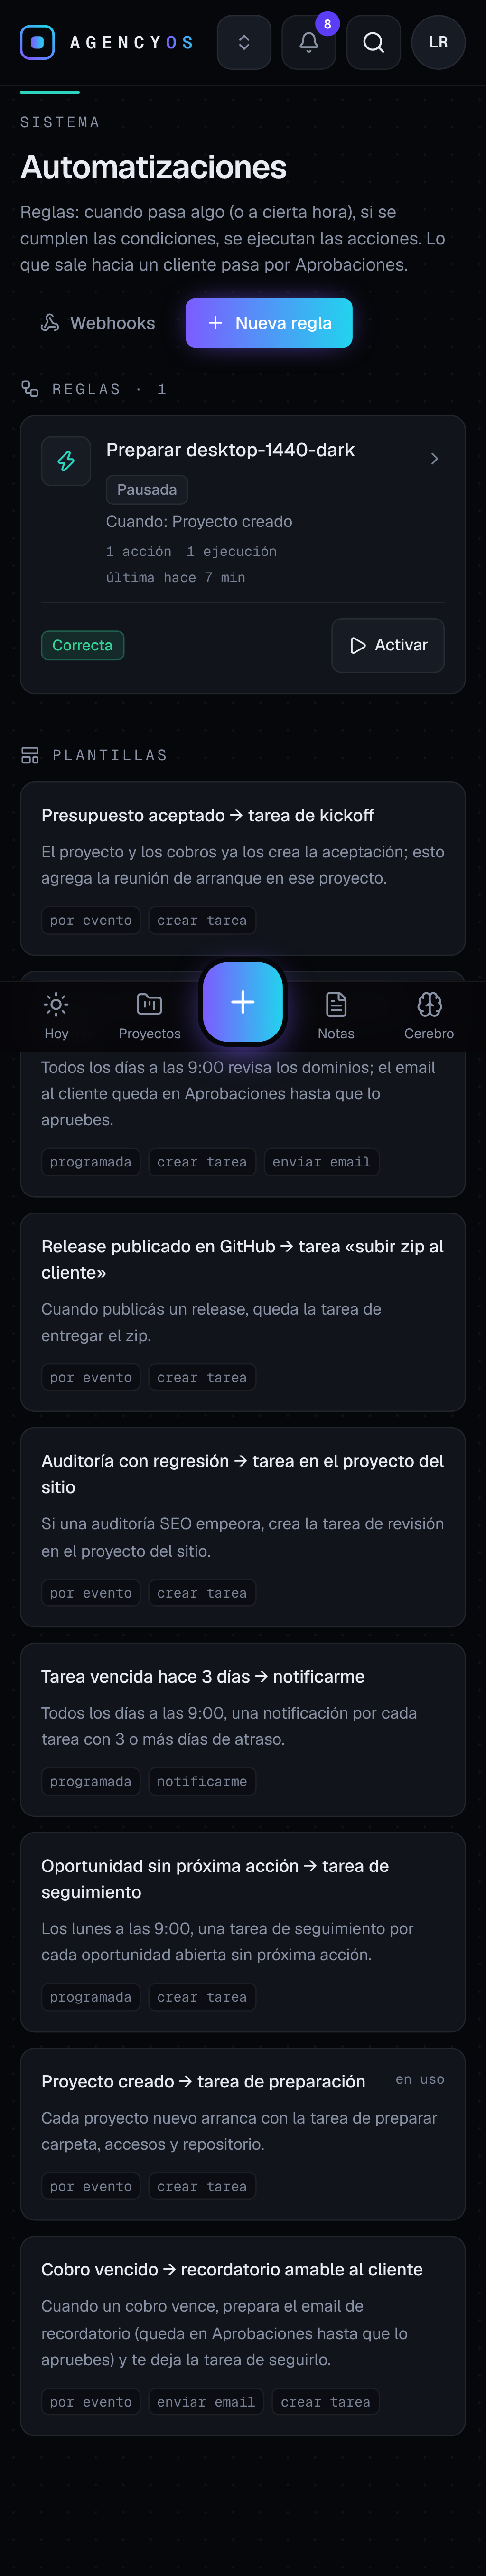 AGENCYOS
8
LR
SISTEMA
Automatizaciones
Reglas: cuando pasa algo (o a cierta hora), si se
cumplen las condiciones, se ejecutan las acciones. Lo
que sale hacia un cliente pasa por Aprobaciones.
Webhooks
Nueva regla
REGLAS · 1
Preparar desktop-1440-dark
Pausada
Cuando: Proyecto creado
1 acción 1 ejecución
última hace 7 min
Correcta
Activar
PLANTILLAS
Presupuesto aceptado → tarea de kickoff
El proyecto y los cobros ya los crea la aceptación; esto
agrega la reunión de arranque en ese proyecto.
por evento crear tarea
Hoy
Proyectos
Notas
Cerebro
Todos los días a las 9:00 revisa los dominios; el email
al cliente queda en Aprobaciones hasta que lo
apruebes.
programada crear tarea enviar email
Release publicado en GitHub → tarea «subir zip al
cliente»
Cuando publicás un release, queda la tarea de
entregar el zip.
por evento crear tarea
Auditoría con regresión → tarea en el proyecto del
sitio
Si una auditoría SEO empeora, crea la tarea de revisión
en el proyecto del sitio.
por evento crear tarea
Tarea vencida hace 3 días → notificarme
Todos los días a las 9:00, una notificación por cada
tarea con 3 o más días de atraso.
programada notificarme
Oportunidad sin próxima acción → tarea de
seguimiento
Los lunes a las 9:00, una tarea de seguimiento por
cada oportunidad abierta sin próxima acción.
programada crear tarea
Proyecto creado → tarea de preparación en uso
Cada proyecto nuevo arranca con la tarea de preparar
carpeta, accesos y repositorio.
por evento crear tarea
Cobro vencido → recordatorio amable al cliente
Cuando un cobro vence, prepara el email de
recordatorio (queda en Aprobaciones hasta que lo
apruebes) y te deja la tarea de seguirlo.
por evento enviar email crear tarea